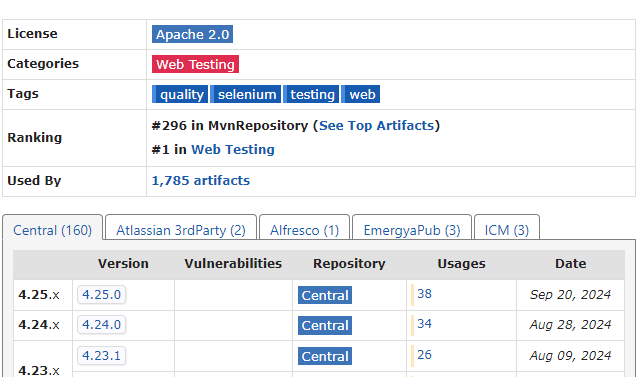 License Apache 2.0
Categories Web Testing
Tags quality selenium testing web
Ranking #296 in MvnRepository (See Top Artifacts)
#1 in Web Testing
Used By 1,785 artifacts
Central (160) Atlassian 3rdParty (2) Alfresco (1) EmergyaPub (3) ICM (3)
Version Vulnerabilities Repository Usages Date
4.25.x 4.25.0 Central 38 Sep 20, 2024
4.24.x 4.24.0 Central 34 Aug 28, 2024
4.23.1 Central 26 Aug 09, 2024
4.23.x